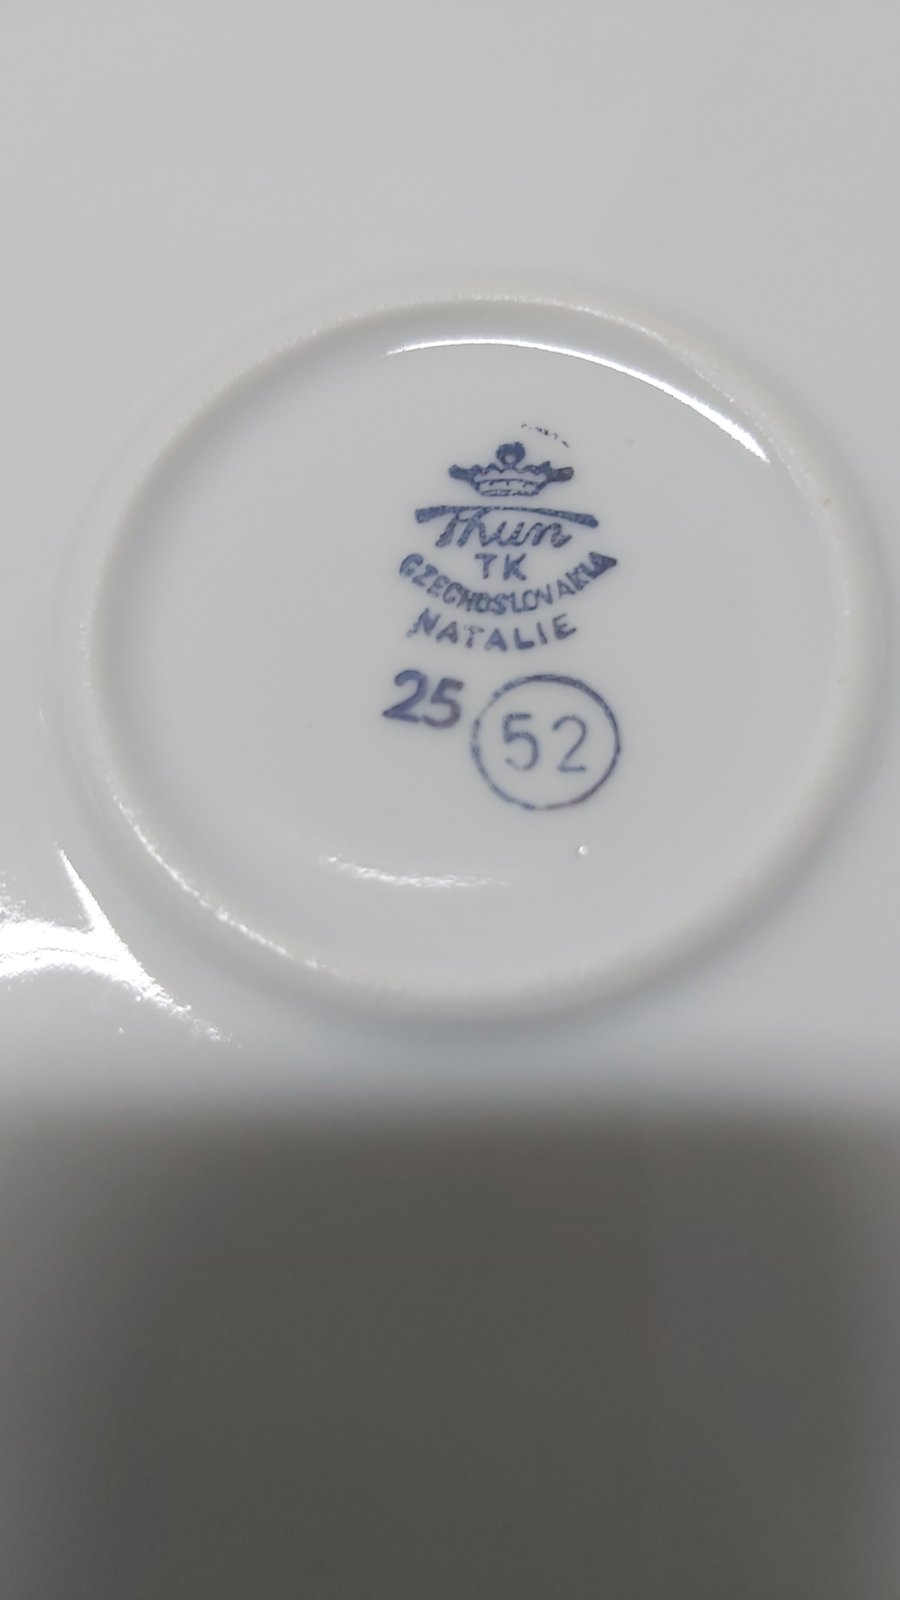 Thun
TK
CZECHOSLOVAKIA
NATALIE
25 52